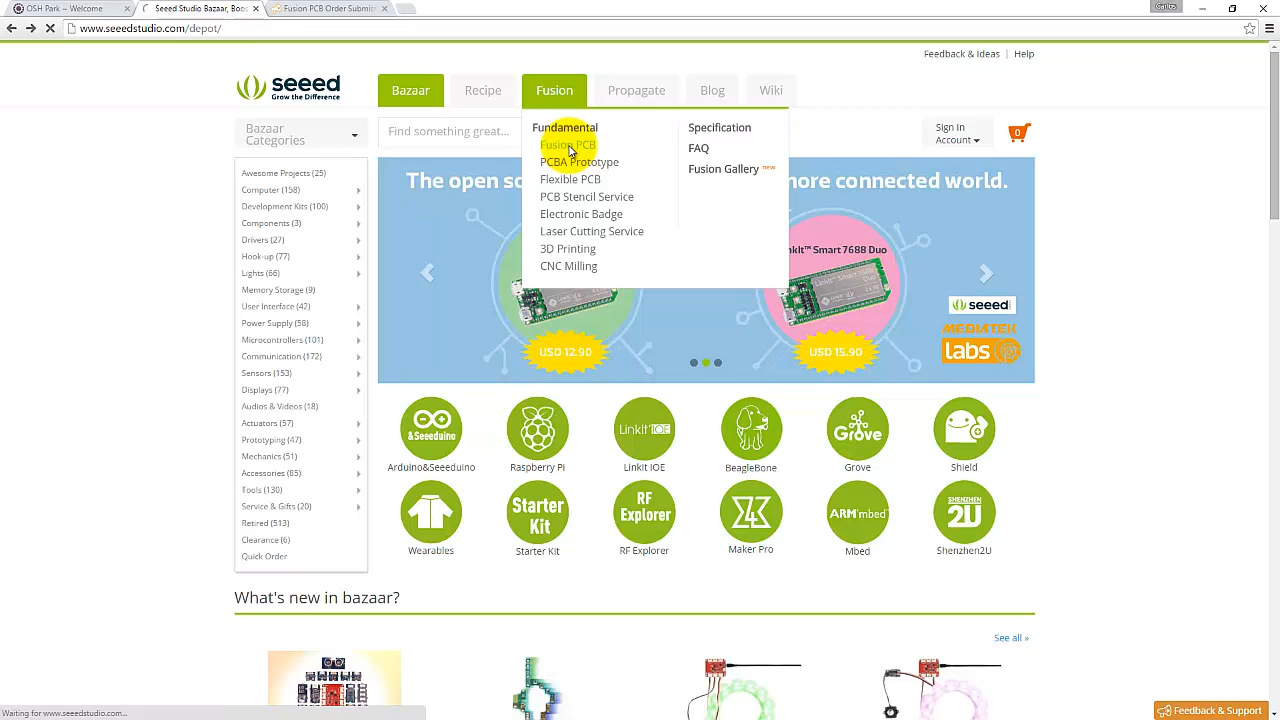 OSH Park ~ Welcome
Seeed Studio Bazaar, Boo
Fusion PCB Order Submis
www.seeedstudio.com/depot/
Feedback & Ideas | Help
seeed
Grow the Difference
Bazaar
Recipe
Fusion
Propagate
Blog
Wiki
Bazaar
Categories
Find something great...
Sign In
Account
0
Fundamental
Fusion PCB
PCBA Prototype
Flexible PCB
PCB Stencil Service
Electronic Badge
Laser Cutting Service
3D Printing
CNC Milling
Specification
FAQ
Fusion Gallery new
Awesome Projects (25)
Computer (158)
Development Kits (100)
Components (3)
Drivers (27)
Hook-up (77)
Lights (66)
Memory Storage (9)
User Interface (42)
Power Supply (58)
Microcontrollers (101)
Communication (172)
Sensors (153)
Displays (77)
Audios & Videos (18)
Actuators (57)
Prototyping (47)
Mechanics (51)
Accessories (85)
Tools (130)
Service & Gifts (20)
Retired (513)
Clearance (6)
Quick Order
The open so
more connected world.
LinkIt™ Smart 7688 Duo
USD 12.90
USD 15.90
seeed
MEDIATEK
labs
&Seeeduino
LinkIt IOE
Grove
Arduino&Seeeduino
Raspberry Pi
LinkIt IOE
BeagleBone
Grove
Shield
Starter
Kit
RF
Explorer
ARM mbed
SHENZHEN
2U
Wearables
Starter Kit
RF Explorer
Maker Pro
Mbed
Shenzhen2U
What's new in bazaar?
See all »
Waiting for www.seeedstudio.com...
Feedback & Support